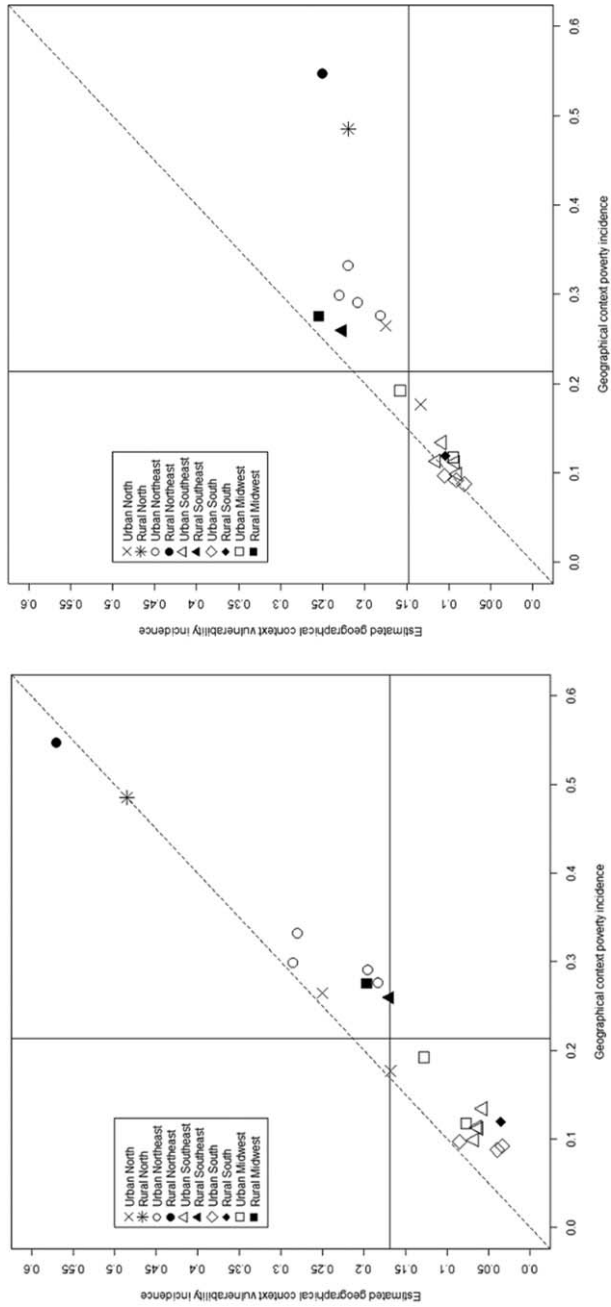 Estimated geographical context vulnerability incidence
0.6
0.55
0.5
0.45
0.4
0.35
0.3
0.25
0.2
0.15
0.1
0.05
0.0
Urban North
Rural North
Urban Northeast
Rural Northeast
Urban Southeast
Rural Southeast
Urban South
Rural South
Urban Midwest
Rural Midwest
0.0
0.1
0.2
0.3
0.4
0.5
0.6
Geographical context poverty incidence
Estimated geographical context vulnerability incidence
0.6
0.55
0.5
0.45
0.4
0.35
0.3
0.25
0.2
0.15
0.1
0.05
0.0
Urban North
Rural North
Urban Northeast
Rural Northeast
Urban Southeast
Rural Southeast
Urban South
Rural South
Urban Midwest
Rural Midwest
0.0
0.1
0.2
0.3
0.4
0.5
0.6
Geographical context poverty incidence